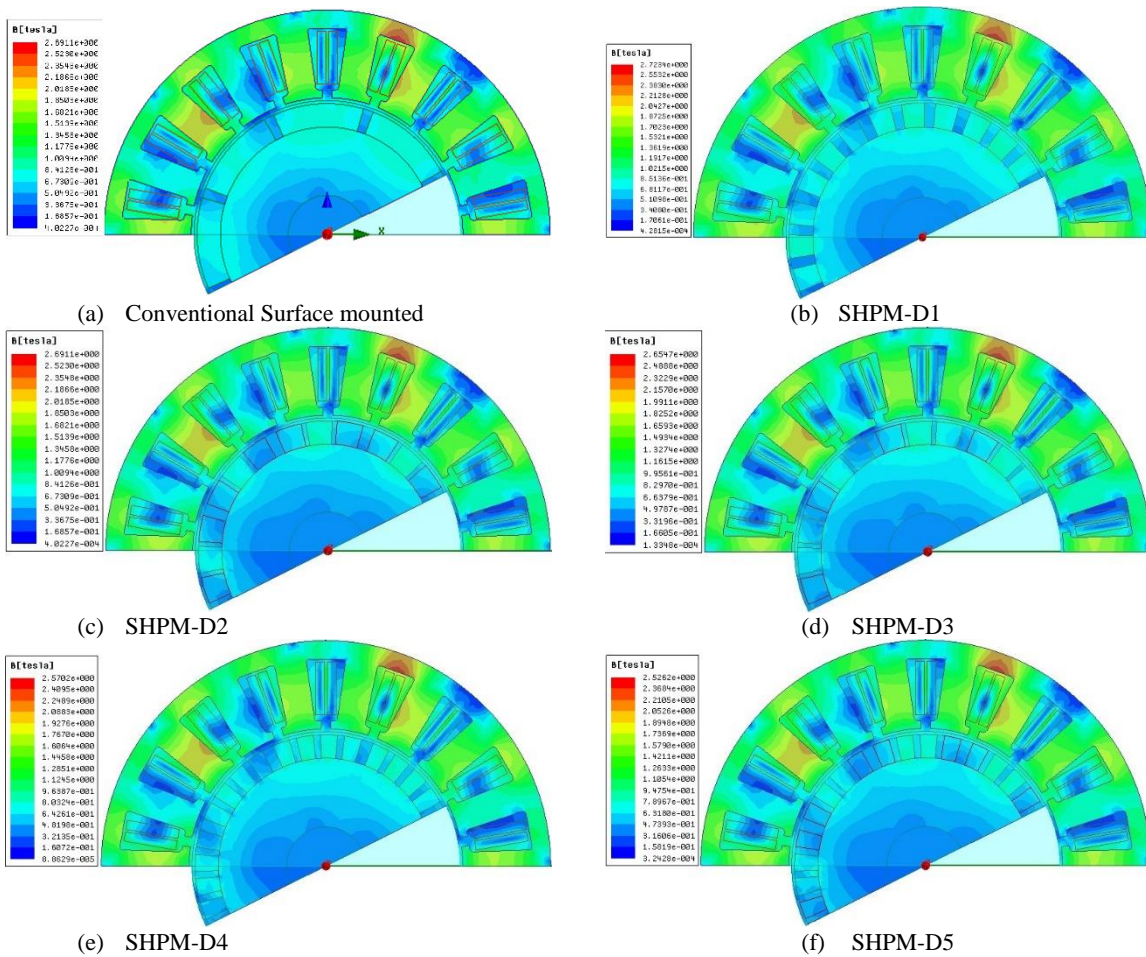 B[tesla]
2.6911e+000
2.5230e+000
2.3548e+000
2.1866e+000
2.0185e+000
1.8503e+000
1.6821e+000
1.5139e+000
1.3458e+000
1.1776e+000
1.0094e+000
8.4126e-001
6.7309e-001
5.0492e-001
3.3675e-001
1.6857e-001
X
(a) Conventional Surface mounted
B[tesla]
2.7234e+000
2.5532e+000
2.3830e+000
2.2128e+000
2.0427e+000
1.8725e+000
1.7023e+000
1.5321e+000
1.3619e+000
1.1917e+000
1.0215e+000
8.5136e-001
6.8117e-001
5.1098e-001
3.4080e-001
1.7061e-001
4.2815e-004
(b) SHPM-D1
B[tesla]
2.6911e+000
2.5230e+000
2.3548e+000
2.1866e+000
2.0185e+000
1.8503e+000
1.6821e+000
1.5139e+000
1.3458e+000
1.1776e+000
1.0094e+000
8.4126e-001
6.7309e-001
5.0492e-001
3.3675e-001
1.6857e-001
4.0227e-004
(c) SHPM-D2
B[tesla]
2.6547e+000
2.4888e+000
2.3229e+000
2.1570e+000
1.9911e+000
1.8252e+000
1.6593e+000
1.4934e+000
1.3274e+000
1.1615e+000
9.9561e-001
8.2970e-001
6.6379e-001
4.9787e-001
3.3196e-001
1.6605e-001
1.3348e-004
(d) SHPM-D3
B[tesla]
2.5702e+000
2.4095e+000
2.2489e+000
2.0883e+000
1.9276e+000
1.7670e+000
1.6064e+000
1.4458e+000
1.2851e+000
1.1245e+000
9.6387e-001
8.0324e-001
6.4261e-001
4.8198e-001
3.2135e-001
1.6072e-001
8.8629e-005
(e) SHPM-D4
B[tesla]
2.5262e+000
2.3684e+000
2.2105e+000
2.0526e+000
1.8948e+000
1.7369e+000
1.5790e+000
1.4211e+000
1.2633e+000
1.1054e+000
9.4754e-001
7.8967e-001
6.3180e-001
4.7393e-001
3.1606e-001
1.5819e-001
3.2428e-004
(f) SHPM-D5